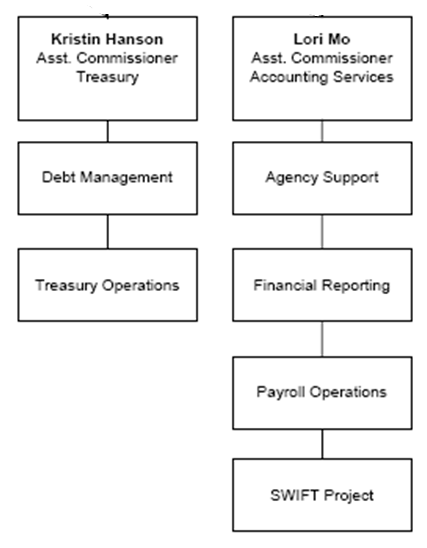 Kristin Hanson
Asst. Commissioner
Treasury
Debt Management
Treasury Operations
Lori Mo
Asst. Commissioner
Accounting Services
Agency Support
Financial Reporting
Payroll Operations
SWIFT Project